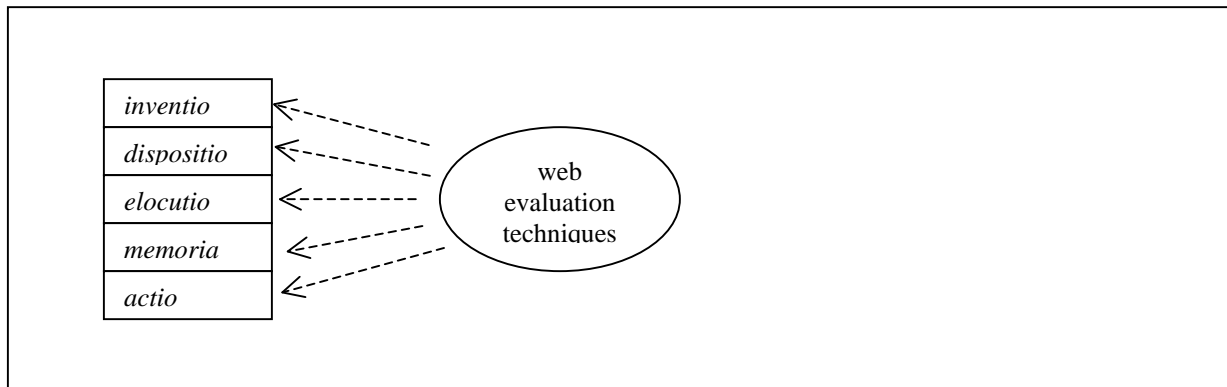 inventio
dispositio
elocutio
memoria
actio
web
evaluation
techniques